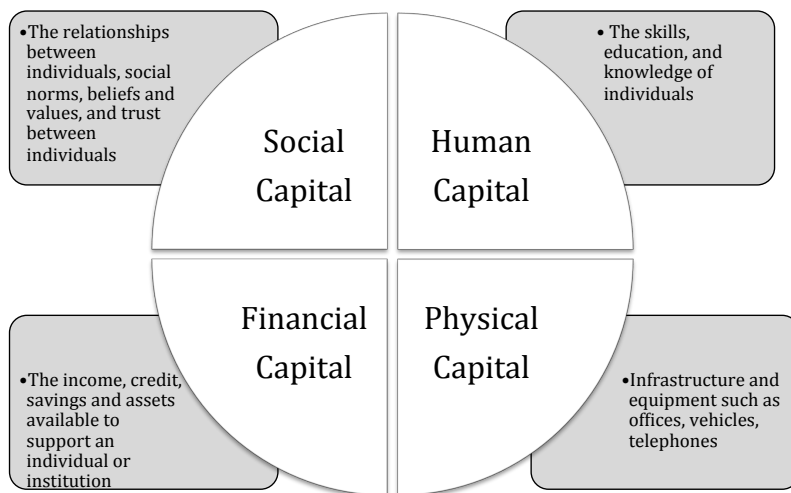 •The relationships
between
individuals, social
norms, beliefs and
values, and trust
between
individuals
• The skills,
education, and
knowledge of
individuals
Social
Capital
Human
Capital
Financial
Capital
Physical
Capital
•The income, credit,
savings and assets
available to
support an
individual or
institution
•Infrastructure and
equipment such as
offices, vehicles,
telephones